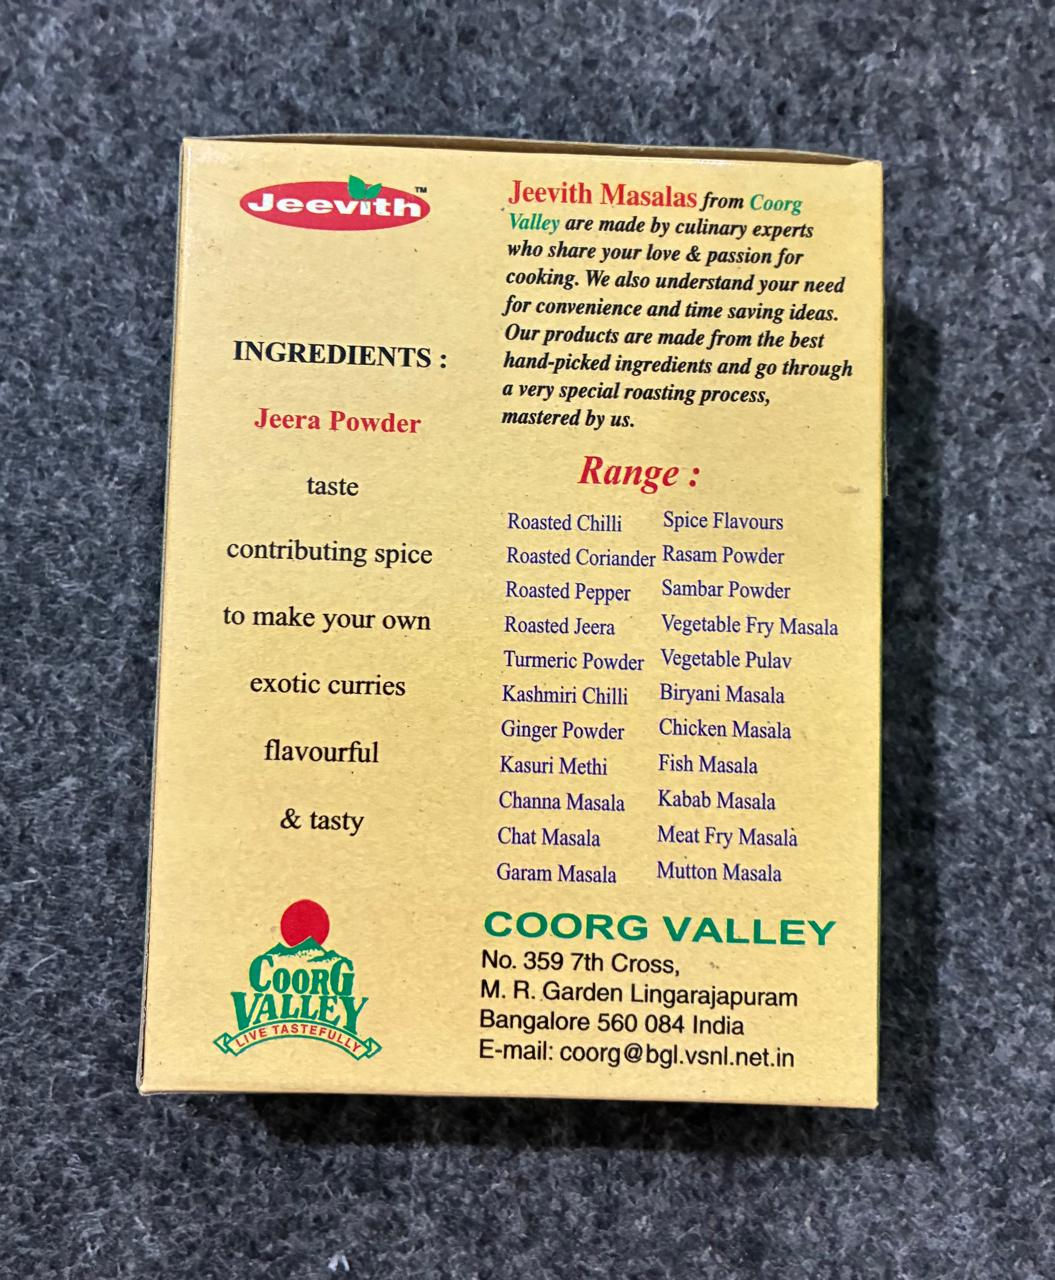 Jeevith™
INGREDIENTS :
Jeera Powder
taste
contributing spice
to make your own
exotic curries
flavourful
& tasty
COORG
VALLEY
LIVE TASTEFULLY
Jeevith Masalas from Coorg
Valley are made by culinary experts
who share your love & passion for
cooking. We also understand your need
for convenience and time saving ideas.
Our products are made from the best
hand-picked ingredients and go through
a very special roasting process,
mastered by us.
Range :
Roasted Chilli Spice Flavours
Roasted Coriander Rasam Powder
Roasted Pepper Sambar Powder
Roasted Jeera Vegetable Fry Masala
Turmeric Powder Vegetable Pulav
Kashmiri Chilli Biryani Masala
Ginger Powder Chicken Masala
Kasuri Methi Fish Masala
Channa Masala Kabab Masala
Chat Masala Meat Fry Masala
Garam Masala Mutton Masala
COORG VALLEY
No. 359 7th Cross,
M. R. Garden Lingarajapuram
Bangalore 560 084 India
E-mail: coorg@bgl.vsnl.net.in